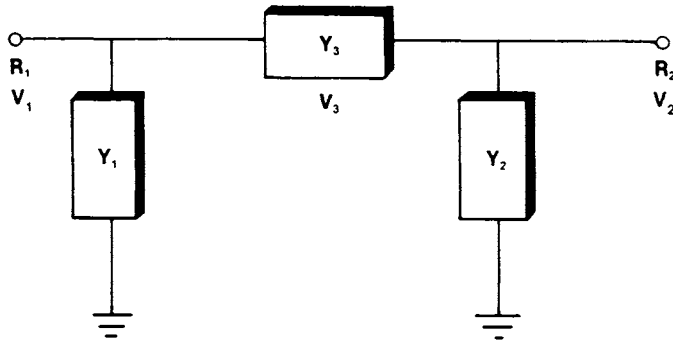 Y₃
R₁
V₁
V₃
R₂
V₂
Y₁
Y₂